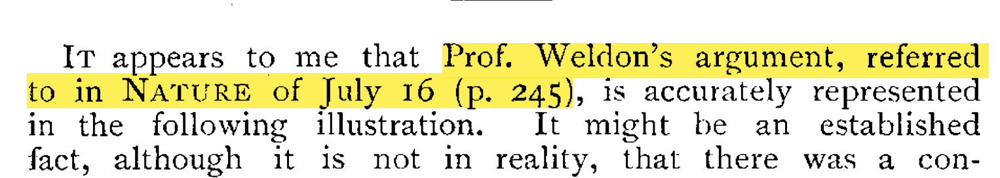 IT appears to me that Prof. Weldon's argument, referred
to in NATURE of July 16 (p. 245), is accurately represented
in the following illustration. It might be an established
fact, although it is not in reality, that there was a con-